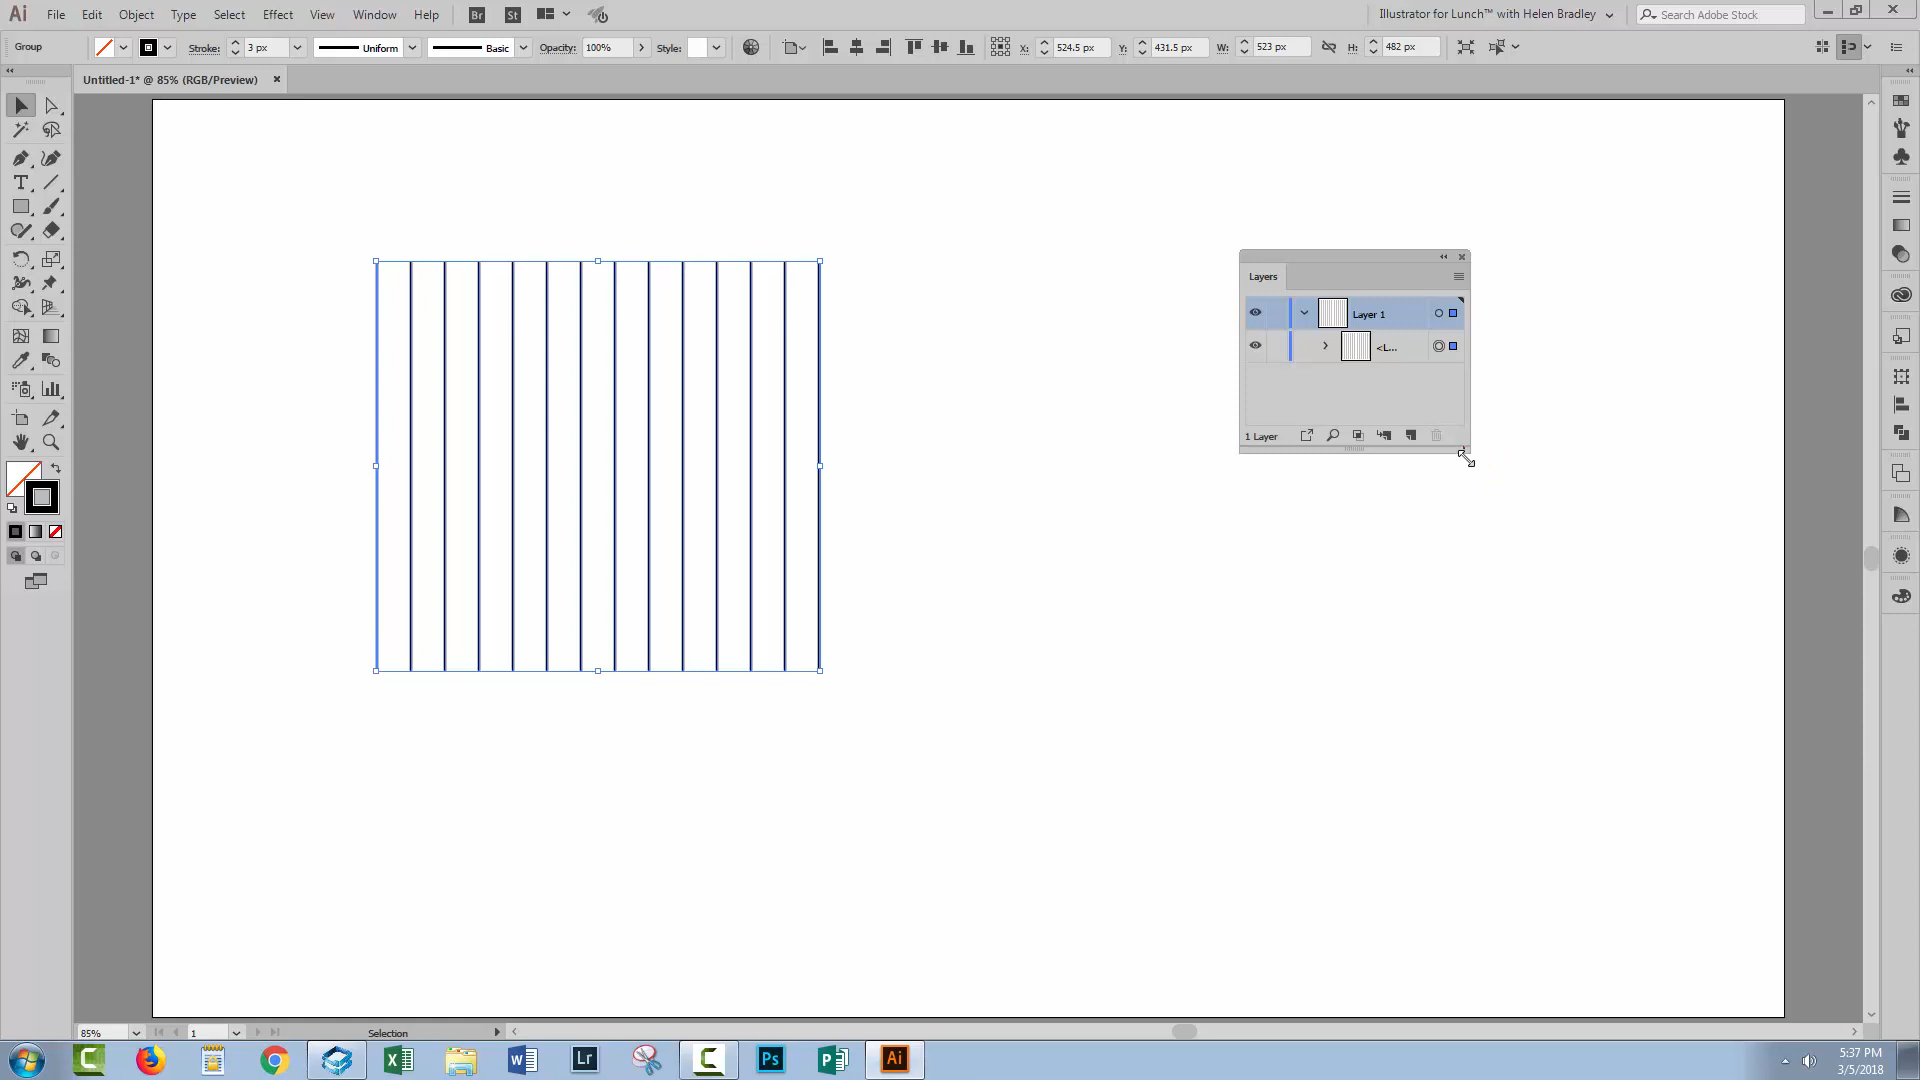 Ai File Edit Object Type Select Effect View Window Help Br St Illustrator for Lunch™ with Helen Bradley Search Adobe Stock
Group Stroke: 3 px Uniform Basic Opacity: 100% Style: X: 524.5 px Y: 431.5 px W: 523 px H: 482 px
Untitled-1* @ 85% (RGB/Preview)
Layers
Layer 1
<L...
1 Layer
85% 1 Selection
Lr Ps Ai
5:37 PM
3/5/2018